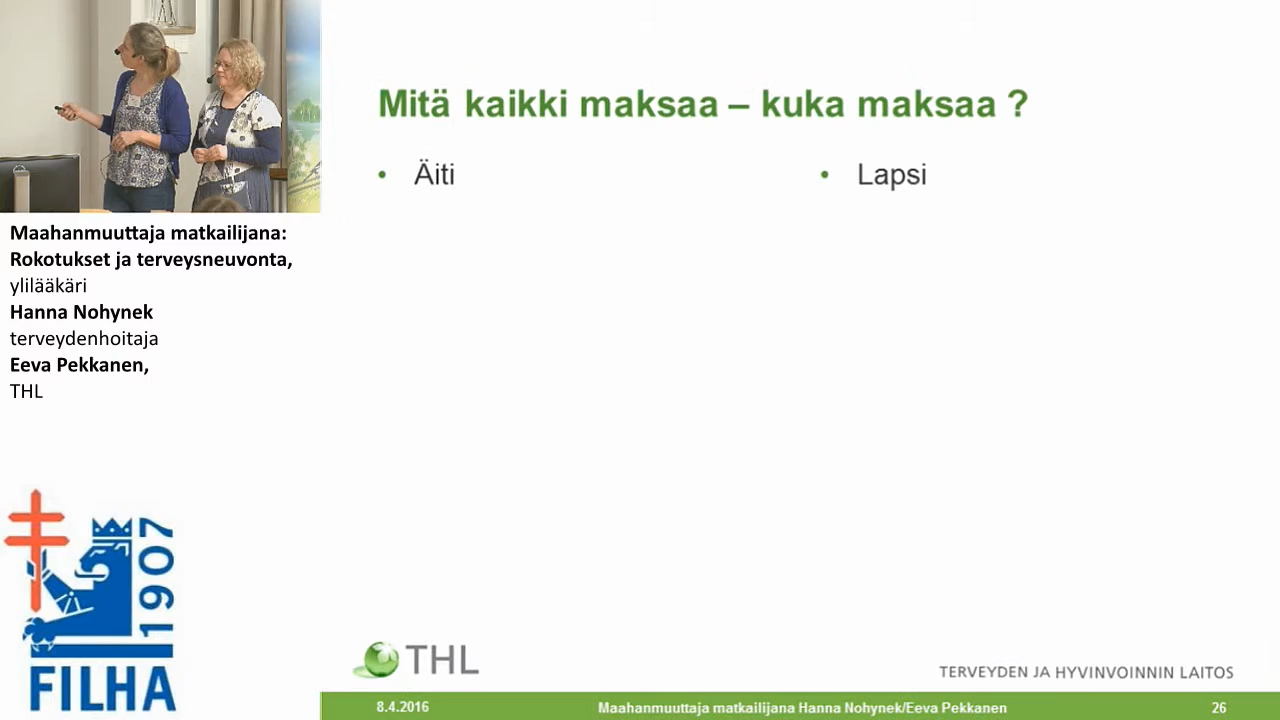 Mitä kaikki maksaa – kuka maksaa ?
• Äiti
• Lapsi
Maahanmuuttaja matkailijana:
Rokotukset ja terveysneuvonta,
ylilääkäri
Hanna Nohynek
terveydenhoitaja
Eeva Pekkanen,
THL
1907
FILHA
THL
TERVEYDEN JA HYVINVOINNIN LAITOS
8.4.2016
Maahanmuuttaja matkailijana Hanna Nohynek/Eeva Pekkanen
26